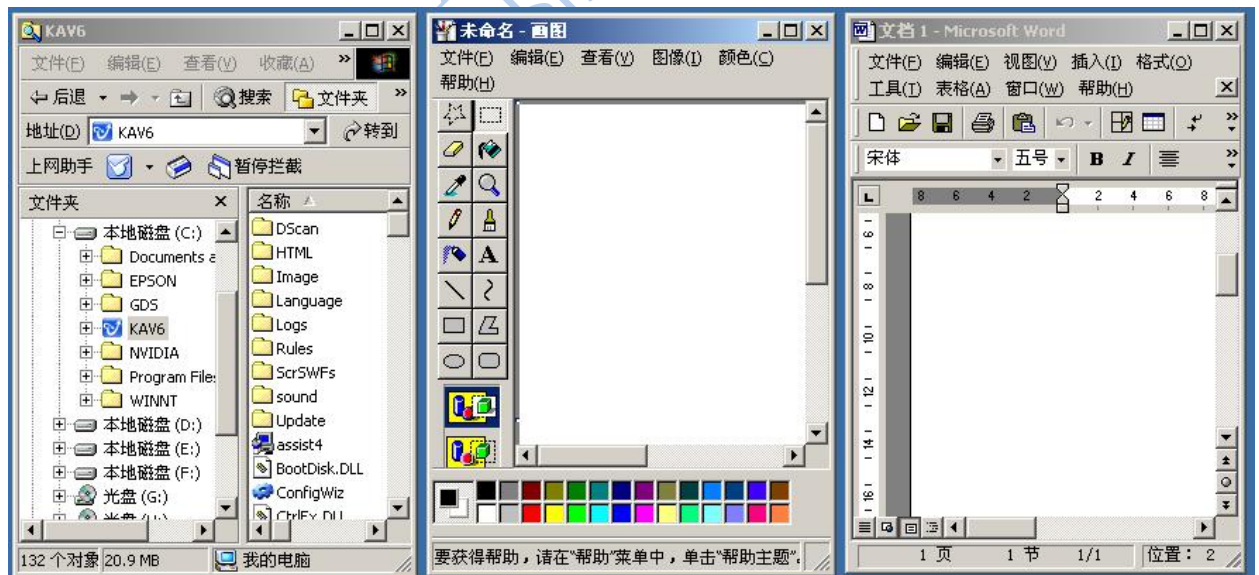 KAV6
文件(F) 编辑(E) 查看(V) 收藏(A) »
后退 搜索 文件夹 »
地址(D) KAV6 转到
上网助手 暂停拦截
文件夹 × 名称
本地磁盘 (C:)
Documents a
EPSON
GDS
KAV6
NVIDIA
Program File
WINNT
本地磁盘 (D:)
本地磁盘 (E:)
本地磁盘 (F:)
光盘 (G:)
DScan
HTML
Image
Language
Logs
Rules
ScrSWFs
sound
Update
assist4
BootDisk.DLL
ConfigWiz
CtrlEx.DLL
132 个对象 20.9 MB 我的电脑
未命名 - 画图
文件(F) 编辑(E) 查看(V) 图像(I) 颜色(C)
帮助(H)
A
要获得帮助，请在“帮助”菜单中，单击“帮助主题”。
文档 1 - Microsoft Word
文件(F) 编辑(E) 视图(V) 插入(I) 格式(O)
工具(T) 表格(A) 窗口(W) 帮助(H)
宋体 五号 B I
L 8 6 4 2 2 4 6 8
6
8
10
12
14
16
1 页 1 节 1/1 位置： 2